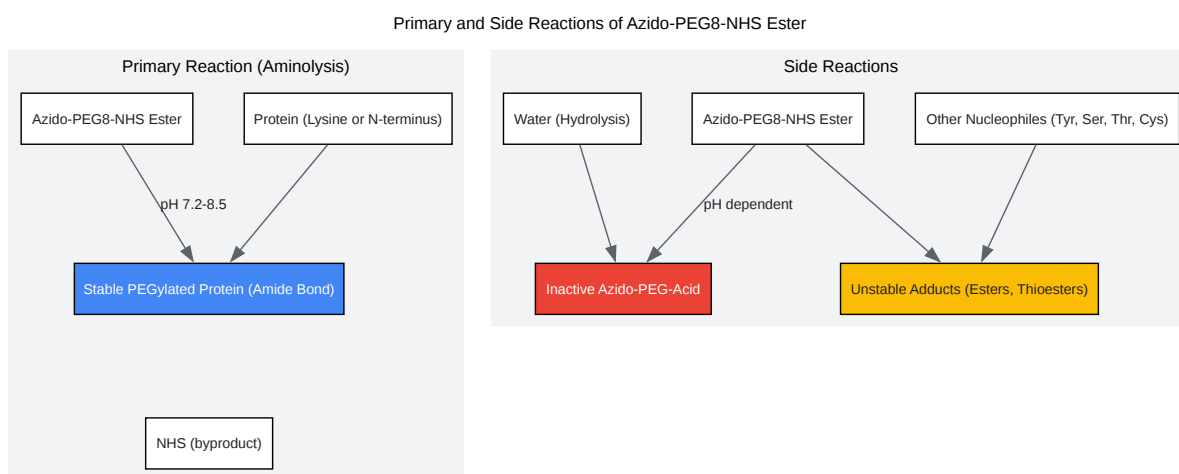 Primary and Side Reactions of Azido-PEG8-NHS Ester
Primary Reaction (Aminolysis)
Azido-PEG8-NHS Ester
Protein (Lysine or N-terminus)
pH 7.2-8.5
Stable PEGylated Protein (Amide Bond)
NHS (byproduct)
Side Reactions
Water (Hydrolysis)
Azido-PEG8-NHS Ester
Other Nucleophiles (Tyr, Ser, Thr, Cys)
pH dependent
Inactive Azido-PEG-Acid
Unstable Adducts (Esters, Thioesters)